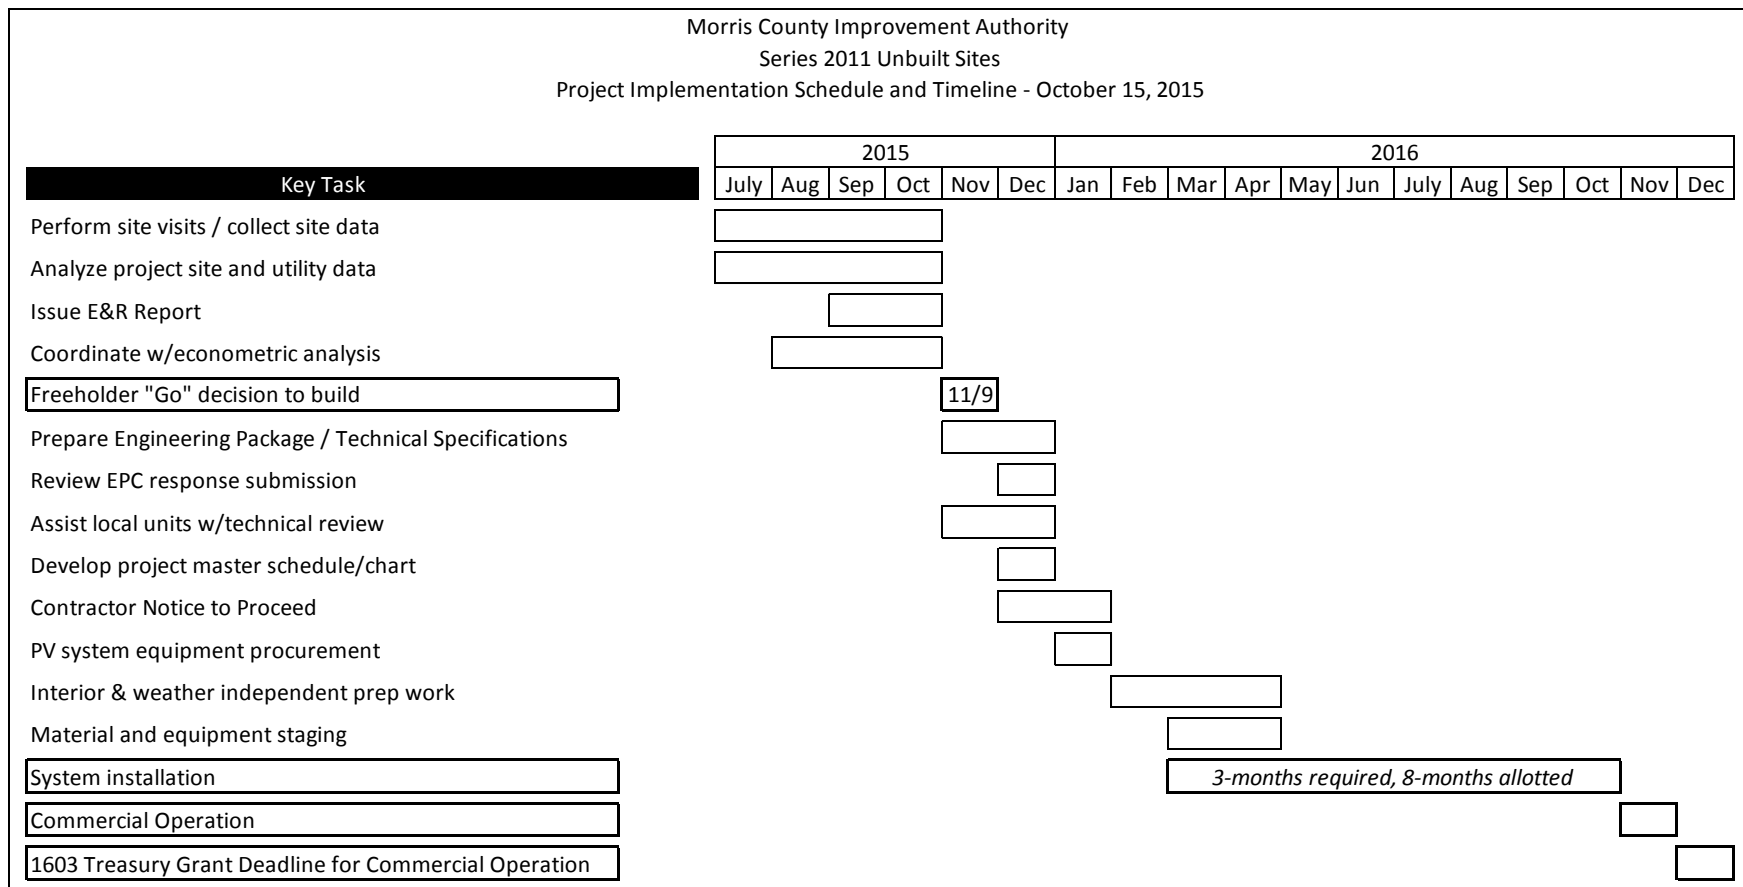 Morris County Improvement Authority
Series 2011 Unbuilt Sites
Project Implementation Schedule and Timeline - October 15, 2015
2015 2016
Key Task July Aug Sep Oct Nov Dec Jan Feb Mar Apr May Jun July Aug Sep Oct Nov Dec
Perform site visits / collect site data
Analyze project site and utility data
Issue E&R Report
Coordinate w/econometric analysis
Freeholder "Go" decision to build 11/9
Prepare Engineering Package / Technical Specifications
Review EPC response submission
Assist local units w/technical review
Develop project master schedule/chart
Contractor Notice to Proceed
PV system equipment procurement
Interior & weather independent prep work
Material and equipment staging
System installation 3-months required, 8-months allotted
Commercial Operation
1603 Treasury Grant Deadline for Commercial Operation